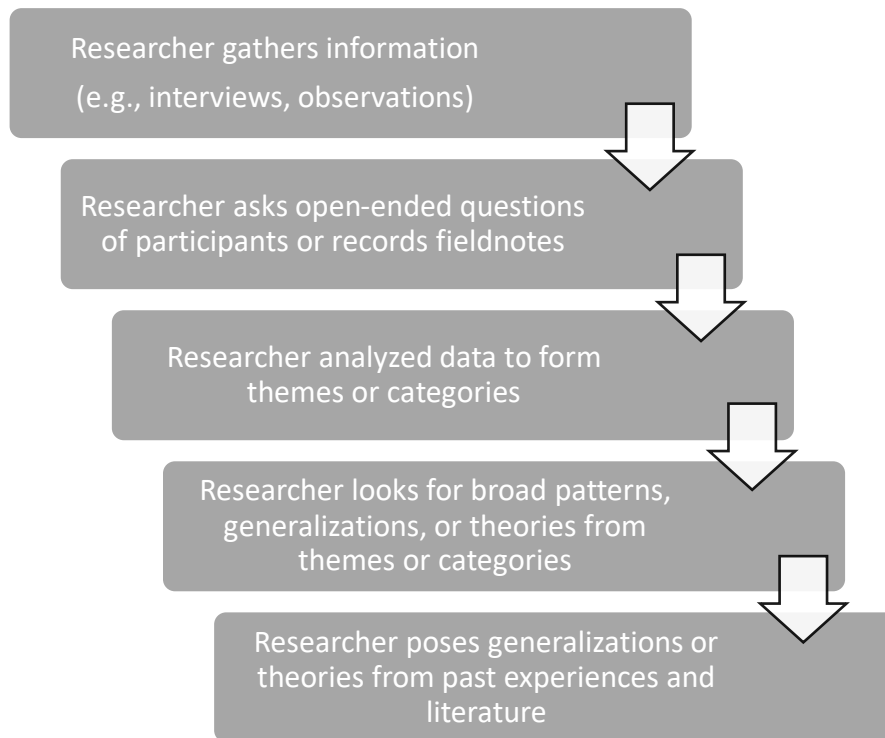 Researcher gathers information
(e.g., interviews, observations)
Researcher asks open-ended questions
of participants or records fieldnotes
Researcher analyzed data to form
themes or categories
Researcher looks for broad patterns,
generalizations, or theories from
themes or categories
Researcher poses generalizations or
theories from past experiences and
literature